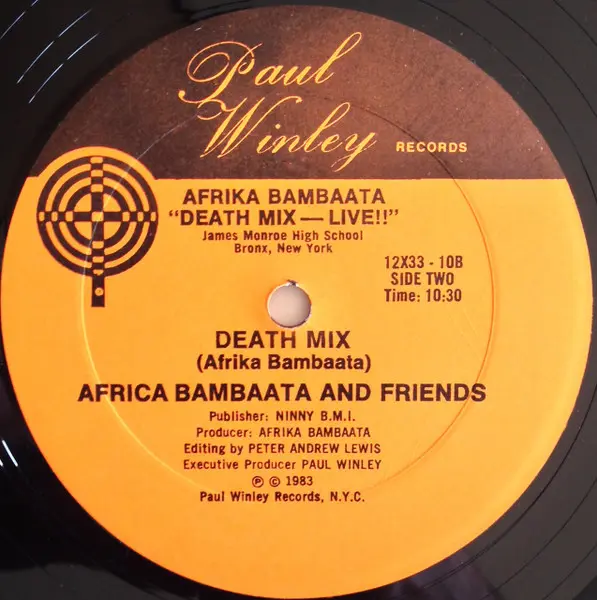 Paul
Winley RECORDS
AFRIKA BAMBAATA
"DEATH MIX — LIVE!!"
James Monroe High School
Bronx, New York
12X33 - 10B
SIDE TWO
Time: 10:30
DEATH MIX
(Afrika Bambaata)
AFRICA BAMBAATA AND FRIENDS
Publisher: NINNY B.M.I.
Producer: AFRIKA BAMBAATA
Editing by PETER ANDREW LEWIS
Executive Producer PAUL WINLEY
℗ © 1983
Paul Winley Records, N.Y.C.